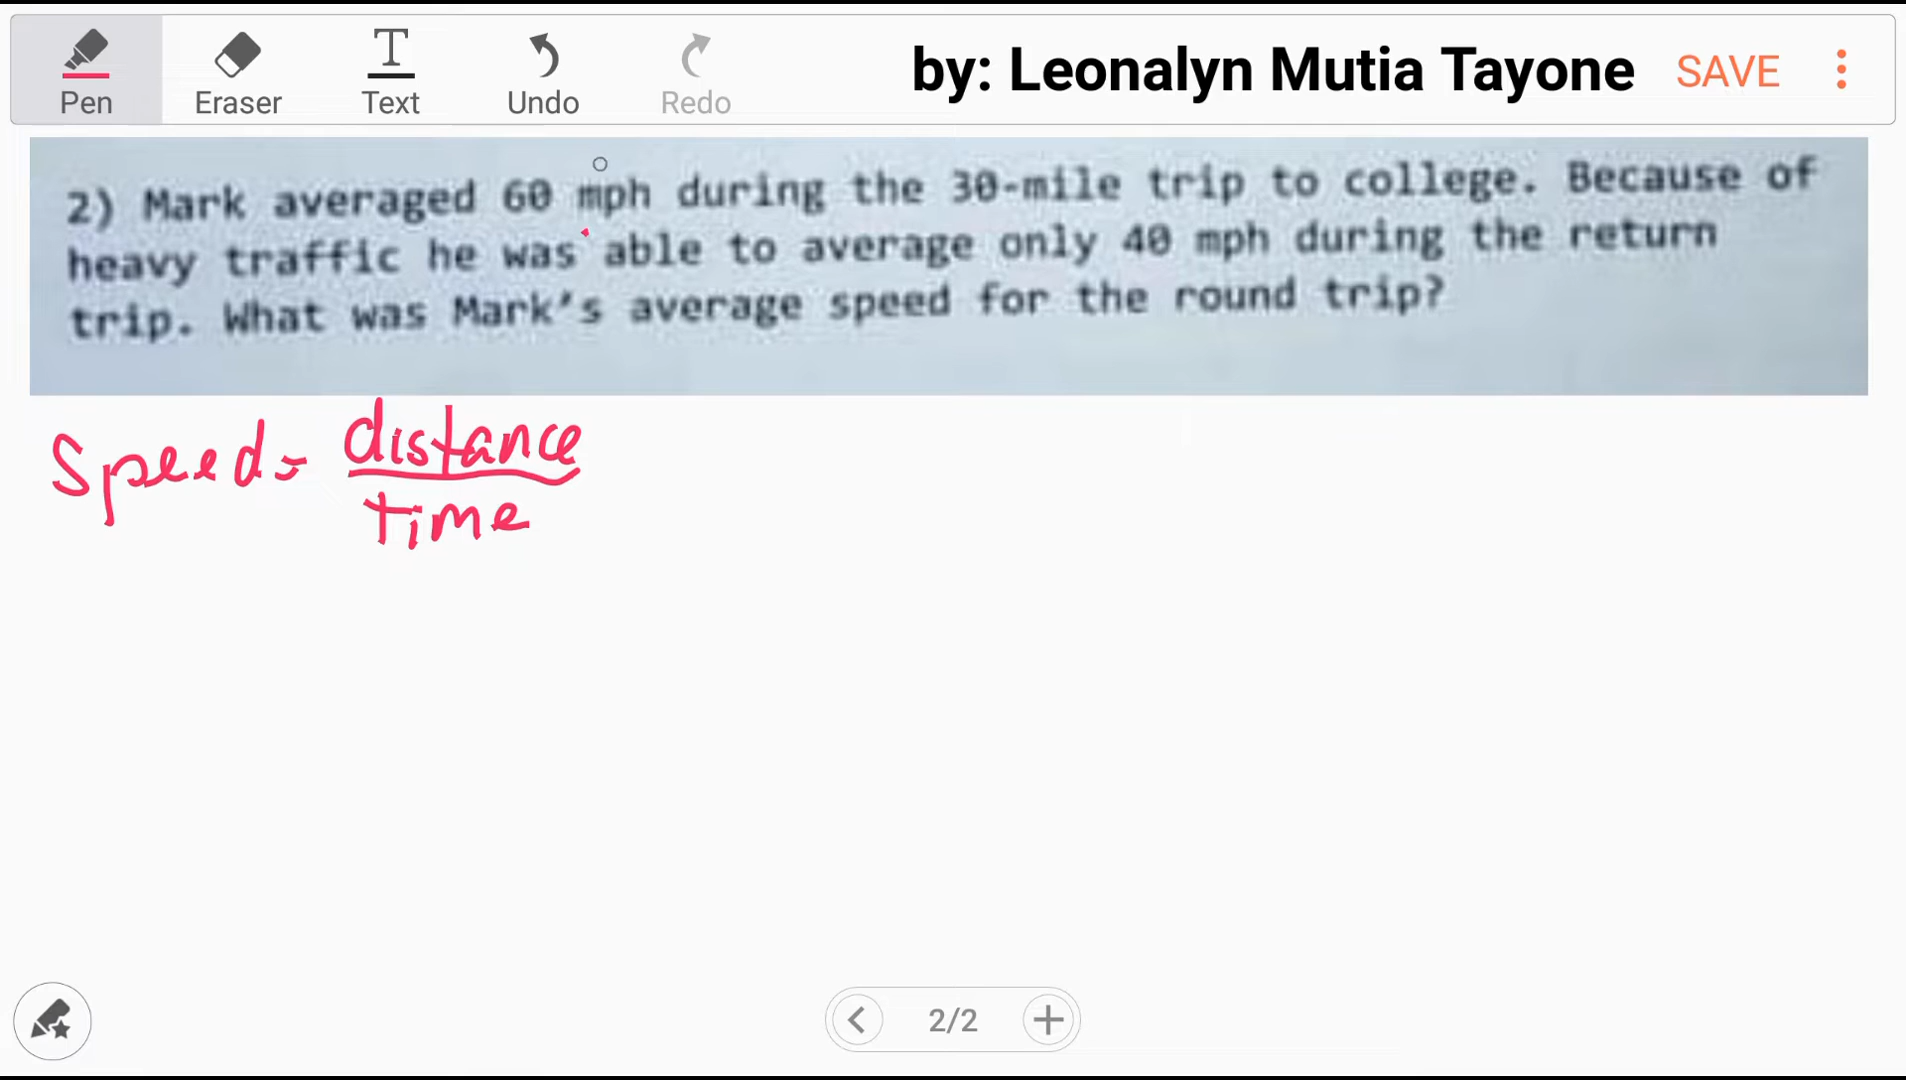 Pen
Eraser
Text
Undo
Redo
by: Leonalyn Mutia Tayone
SAVE
2) Mark averaged 60 mph during the 30-mile trip to college. Because of
heavy traffic he was able to average only 40 mph during the return
trip. What was Mark's average speed for the round trip?
Speed = distance
time
2/2